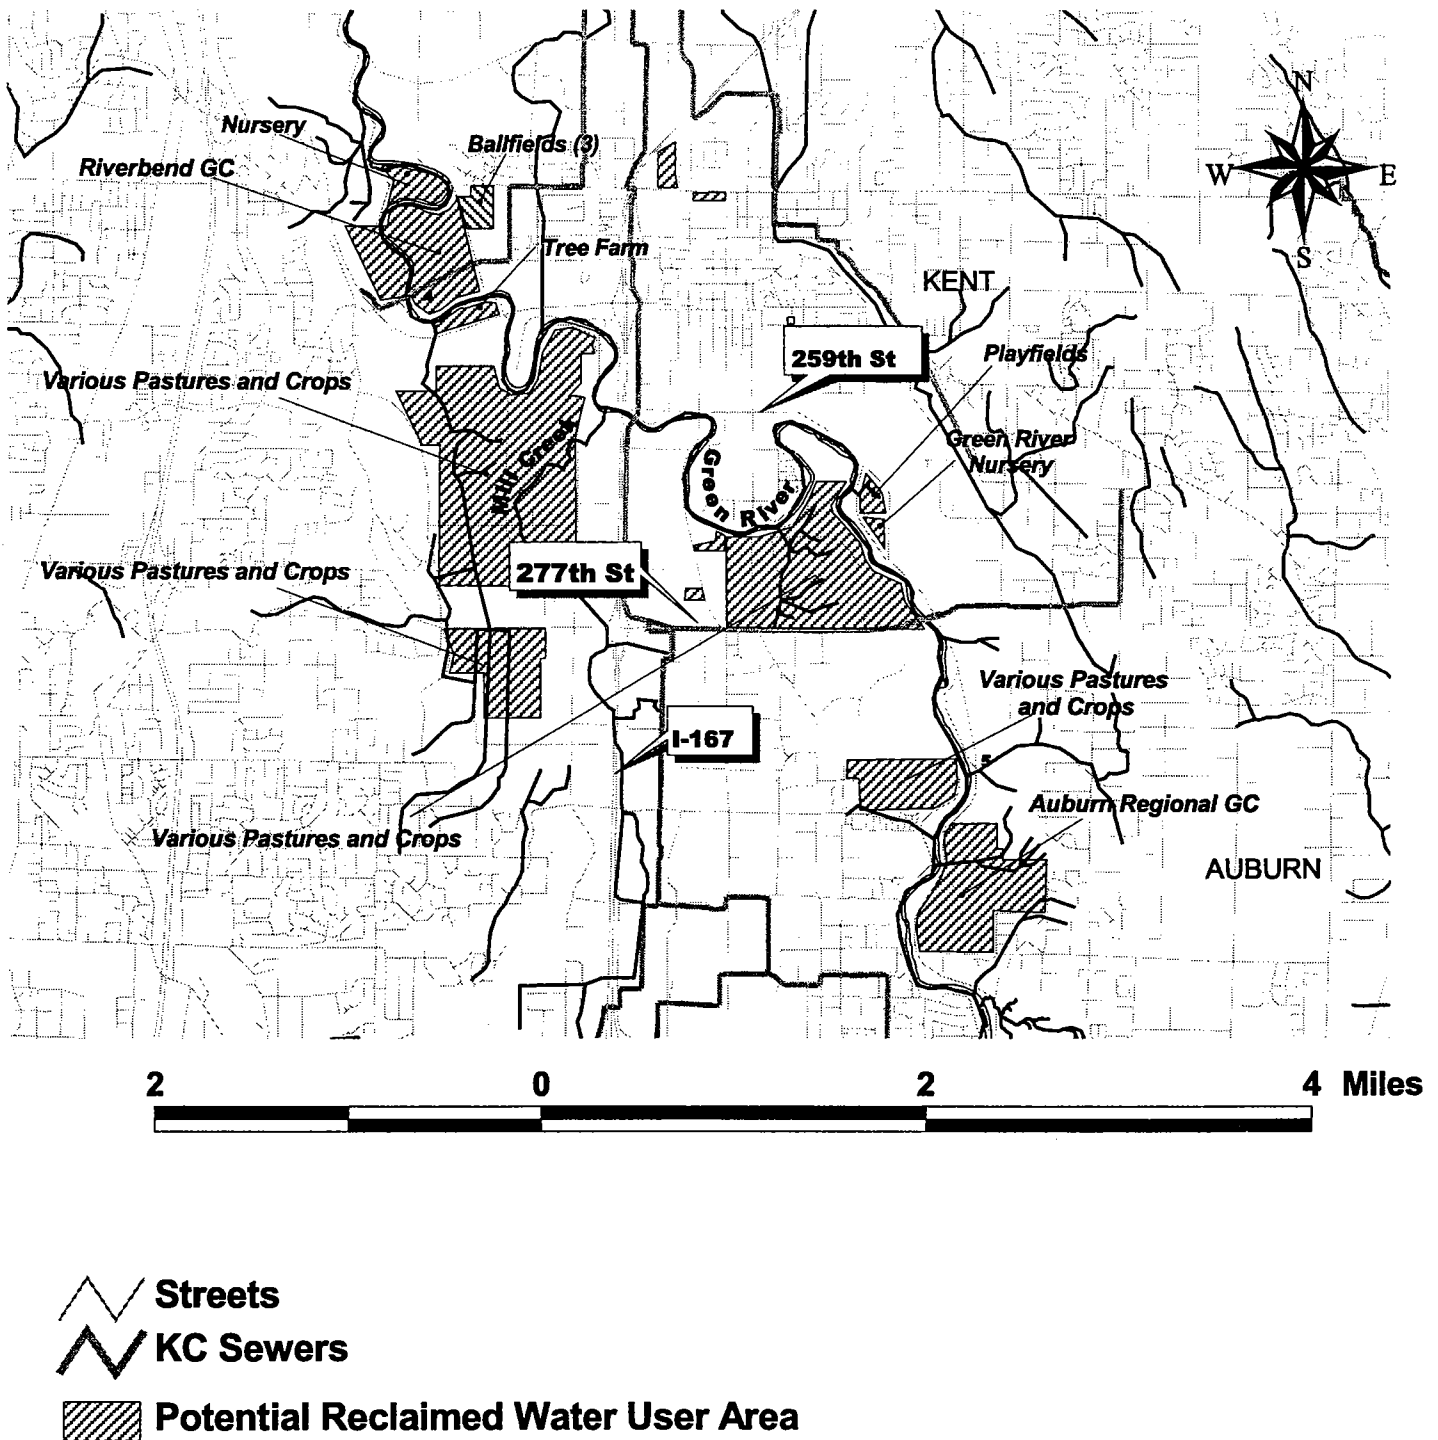 N
Nursery
Ballfields (3)
Riverbend GC
W
E
Tree Farm
S
KENT
4
259th St
Playfields
Various Pastures and Crops
Green River
Nursery
Mill Creek
Green River
277th St
Various Pastures and Crops
Various Pastures
and Crops
I-167
5
Auburn Regional GC
Various Pastures and Crops
AUBURN
2 0 2 4 Miles
Streets
KC Sewers
Potential Reclaimed Water User Area